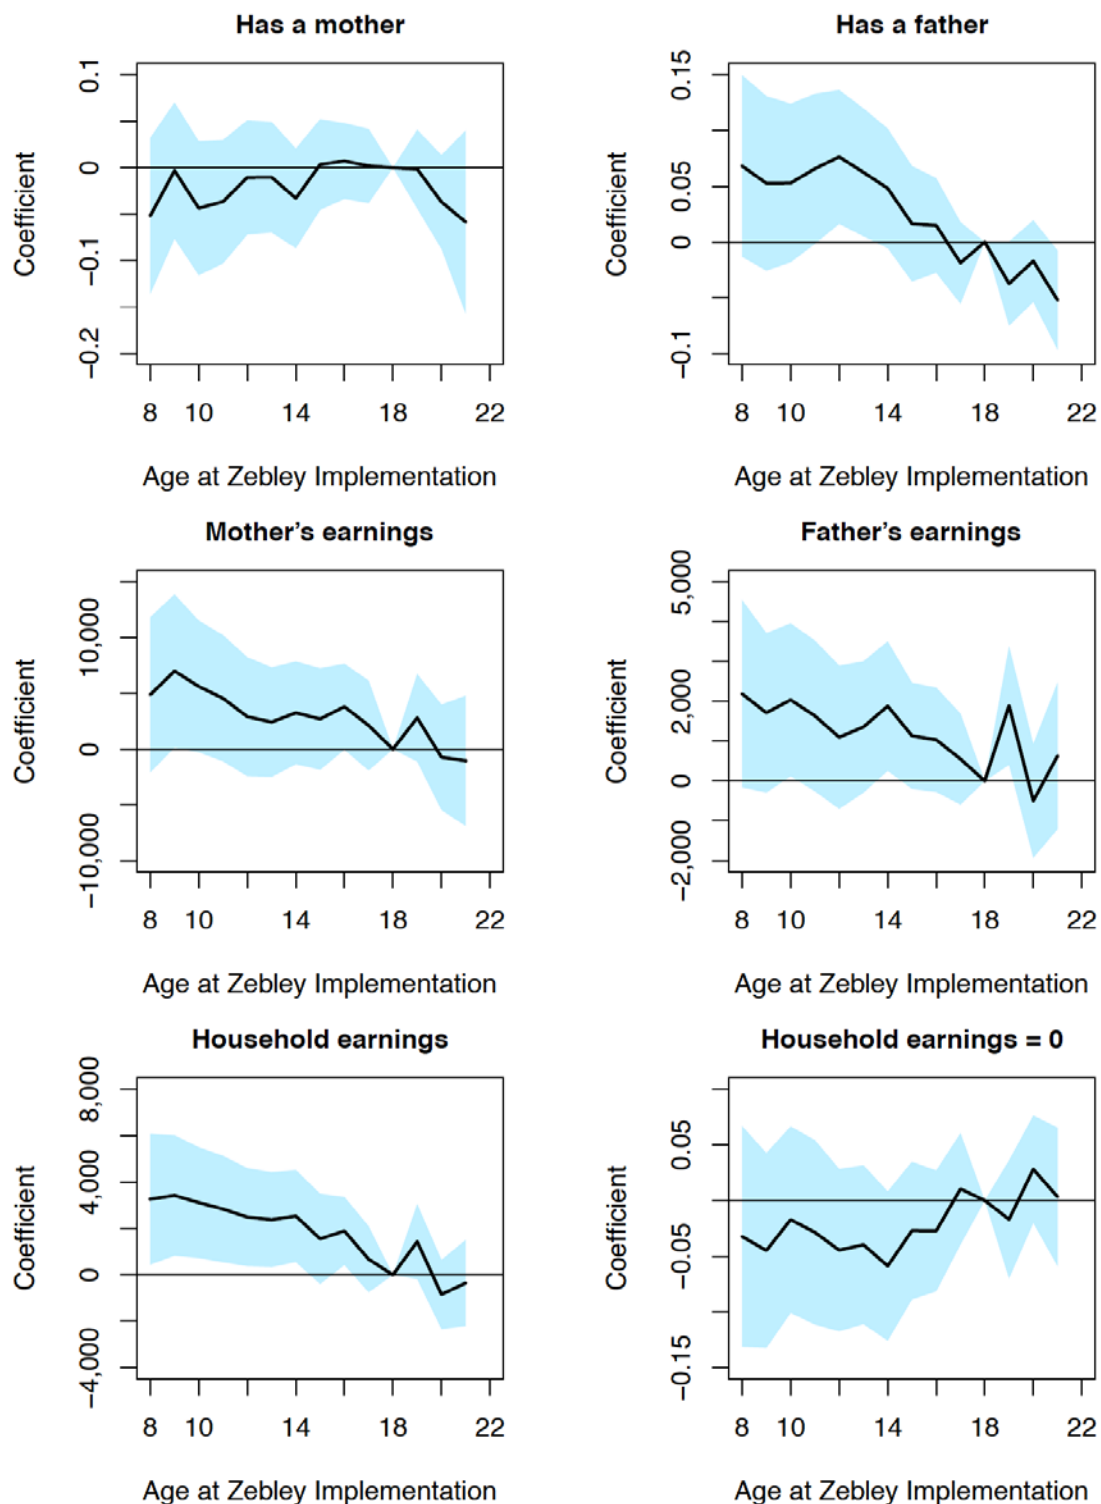 Has a mother
Coefficient
0.1
0
−0.1
−0.2
8 10 14 18 22
Age at Zebley Implementation
Has a father
Coefficient
0.15
0.05
0
−0.1
8 10 14 18 22
Age at Zebley Implementation
Mother’s earnings
Coefficient
10,000
0
−10,000
8 10 14 18 22
Age at Zebley Implementation
Father’s earnings
Coefficient
5,000
2,000
0
−2,000
8 10 14 18 22
Age at Zebley Implementation
Household earnings
Coefficient
8,000
4,000
0
−4,000
8 10 14 18 22
Age at Zebley Implementation
Household earnings = 0
Coefficient
0.05
−0.05
−0.15
8 10 14 18 22
Age at Zebley Implementation